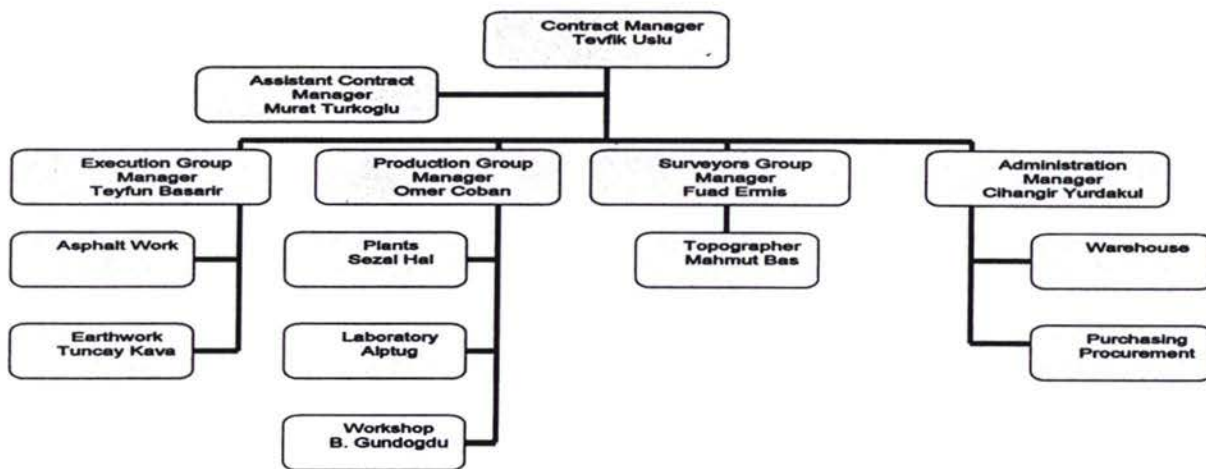 Contract Manager
Tevfik Uslu
Assistant Contract
Manager
Murat Turkoglu
Execution Group
Manager
Teyfun Basarir
Production Group
Manager
Omer Coban
Surveyors Group
Manager
Fuad Ermis
Administration
Manager
Cihangir Yurdakul
Asphalt Work
Plants
Sezal Hal
Topographer
Mahmut Bas
Warehouse
Earthwork
Tuncay Kava
Laboratory
Alptug
Purchasing
Procurement
Workshop
B. Gundogdu